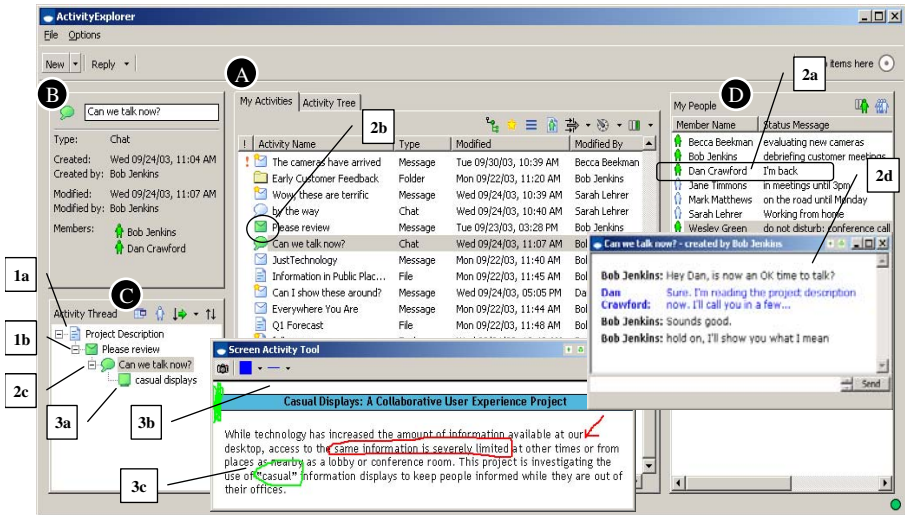 ActivityExplorer
File Options
New Reply
items here
2a
B
A
D
Can we talk now?
Type: Chat
Created: Wed 09/24/03, 11:04 AM
Created by: Bob Jenkins
Modified: Wed 09/24/03, 11:07 AM
Modified by: Bob Jenkins
Members: Bob Jenkins
Dan Crawford
My Activities Activity Tree
2b
! Activity Name Type Modified Modified By
! The cameras have arrived Message Tue 09/30/03, 10:39 AM Becca Beekman
Early Customer Feedback Folder Mon 09/22/03, 11:20 AM Bob Jenkins
Wow, these are terrific Message Wed 09/24/03, 10:39 AM Sarah Lehrer
by the way Chat Wed 09/24/03, 10:40 AM Sarah Lehrer
Please review Message Tue 09/23/03, 03:28 PM Bob Jenkins
Can we talk now? Chat Wed 09/24/03, 11:07 AM Bol
JustTechnology Message Mon 09/22/03, 11:40 AM Bol
Information in Public Plac... File Mon 09/22/03, 11:45 AM Bol
Can I show these around? Message Wed 09/24/03, 05:05 PM Da
Everywhere You Are Message Mon 09/22/03, 11:44 AM Bol
Q1 Forecast File Mon 09/22/03, 11:48 AM Bol
My People
Member Name Status Message
Becca Beekman evaluating new cameras
Bob Jenkins debriefing customer meetings
Dan Crawford I'm back
Jane Timmons in meetings until 3pm
Mark Matthews on the road until Monday
Sarah Lehrer Working from home
Wesley Green do not disturb: conference call
2d
Can we talk now? - created by Bob Jenkins
Bob Jenkins: Hey Dan, is now an OK time to talk?
Dan Crawford: Sure. I'm reading the project description
now. I'll call you in a few...
Bob Jenkins: Sounds good.
Bob Jenkins: hold on, I'll show you what I mean
Send
1a
C
Activity Thread
Project Description
1b
Please review
2c
Can we talk now?
casual displays
3a
3b
3c
Screen Activity Tool
Casual Displays: A Collaborative User Experience Project
While technology has increased the amount of information available at our
desktop, access to the same information is severely limited at other times or from
places as nearby as a lobby or conference room. This project is investigating the
use of "casual" information displays to keep people informed while they are out of
their offices.